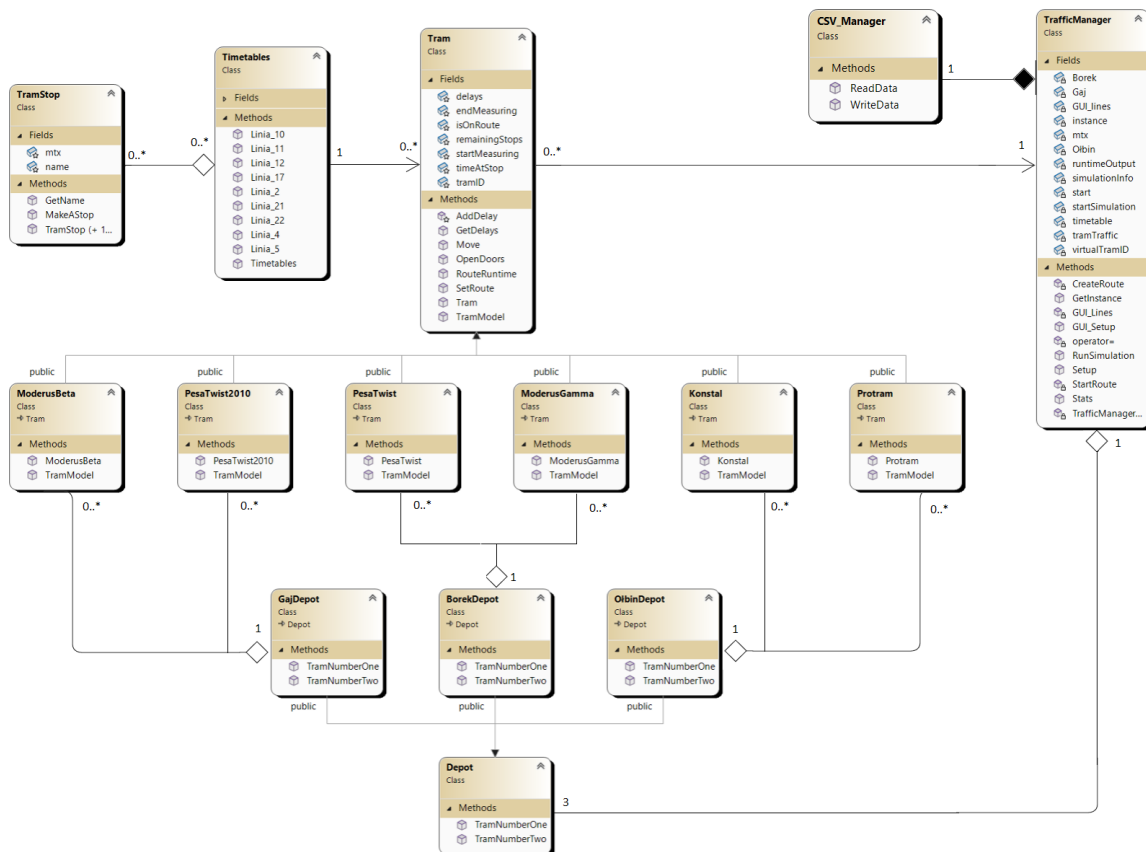 TramStop
Class
Fields
mtx
name
Methods
GetName
MakeAStop
TramStop (+ 1...
0..*
0..*
Timetables
Class
Fields
Methods
Linia_10
Linia_11
Linia_12
Linia_17
Linia_2
Linia_21
Linia_22
Linia_4
Linia_5
Timetables
1
0..*
Tram
Class
Fields
delays
endMeasuring
isOnRoute
remainingStops
startMeasuring
timeAtStop
tramID
Methods
AddDelay
GetDelays
Move
OpenDoors
RouteRuntime
SetRoute
Tram
TramModel
0..*
1
CSV_Manager
Class
Methods
ReadData
WriteData
1
TrafficManager
Class
Fields
Borek
Gaj
GUI_lines
instance
mtx
Ołbin
runtimeOutput
simulationInfo
start
startSimulation
timetable
tramTraffic
virtualTramID
Methods
CreateRoute
GetInstance
GUI_Lines
GUI_Setup
operator=
RunSimulation
Setup
StartRoute
Stats
TrafficManager...
1
public
public
public
public
public
public
ModerusBeta
Class
Tram
Methods
ModerusBeta
TramModel
0..*
PesaTwist2010
Class
Tram
Methods
PesaTwist2010
TramModel
0..*
PesaTwist
Class
Tram
Methods
PesaTwist
TramModel
0..*
ModerusGamma
Class
Tram
Methods
ModerusGamma
TramModel
0..*
Konstal
Class
Tram
Methods
Konstal
TramModel
0..*
Protram
Class
Tram
Methods
Protram
TramModel
0..*
1
GajDepot
Class
Depot
Methods
TramNumberOne
TramNumberTwo
public
1
BorekDepot
Class
Depot
Methods
TramNumberOne
TramNumberTwo
public
1
OłbinDepot
Class
Depot
Methods
TramNumberOne
TramNumberTwo
public
Depot
Class
Methods
TramNumberOne
TramNumberTwo
3